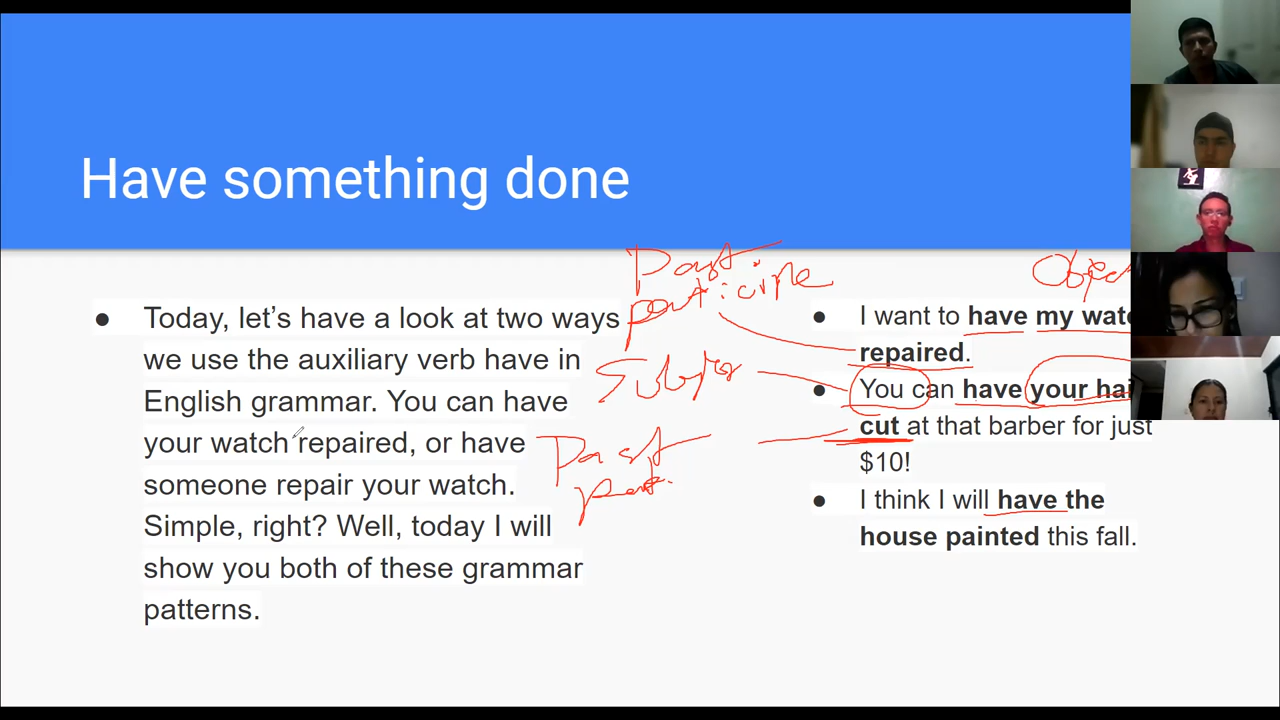 Have something done
● Today, let's have a look at two ways
we use the auxiliary verb have in
English grammar. You can have
your watch repaired, or have
someone repair your watch.
Simple, right? Well, today I will
show you both of these grammar
patterns.
Past
participle
Past
part.
Objec
● I want to have my watc
repaired.
● You can have your hai
cut at that barber for just
$10!
● I think I will have the
house painted this fall.